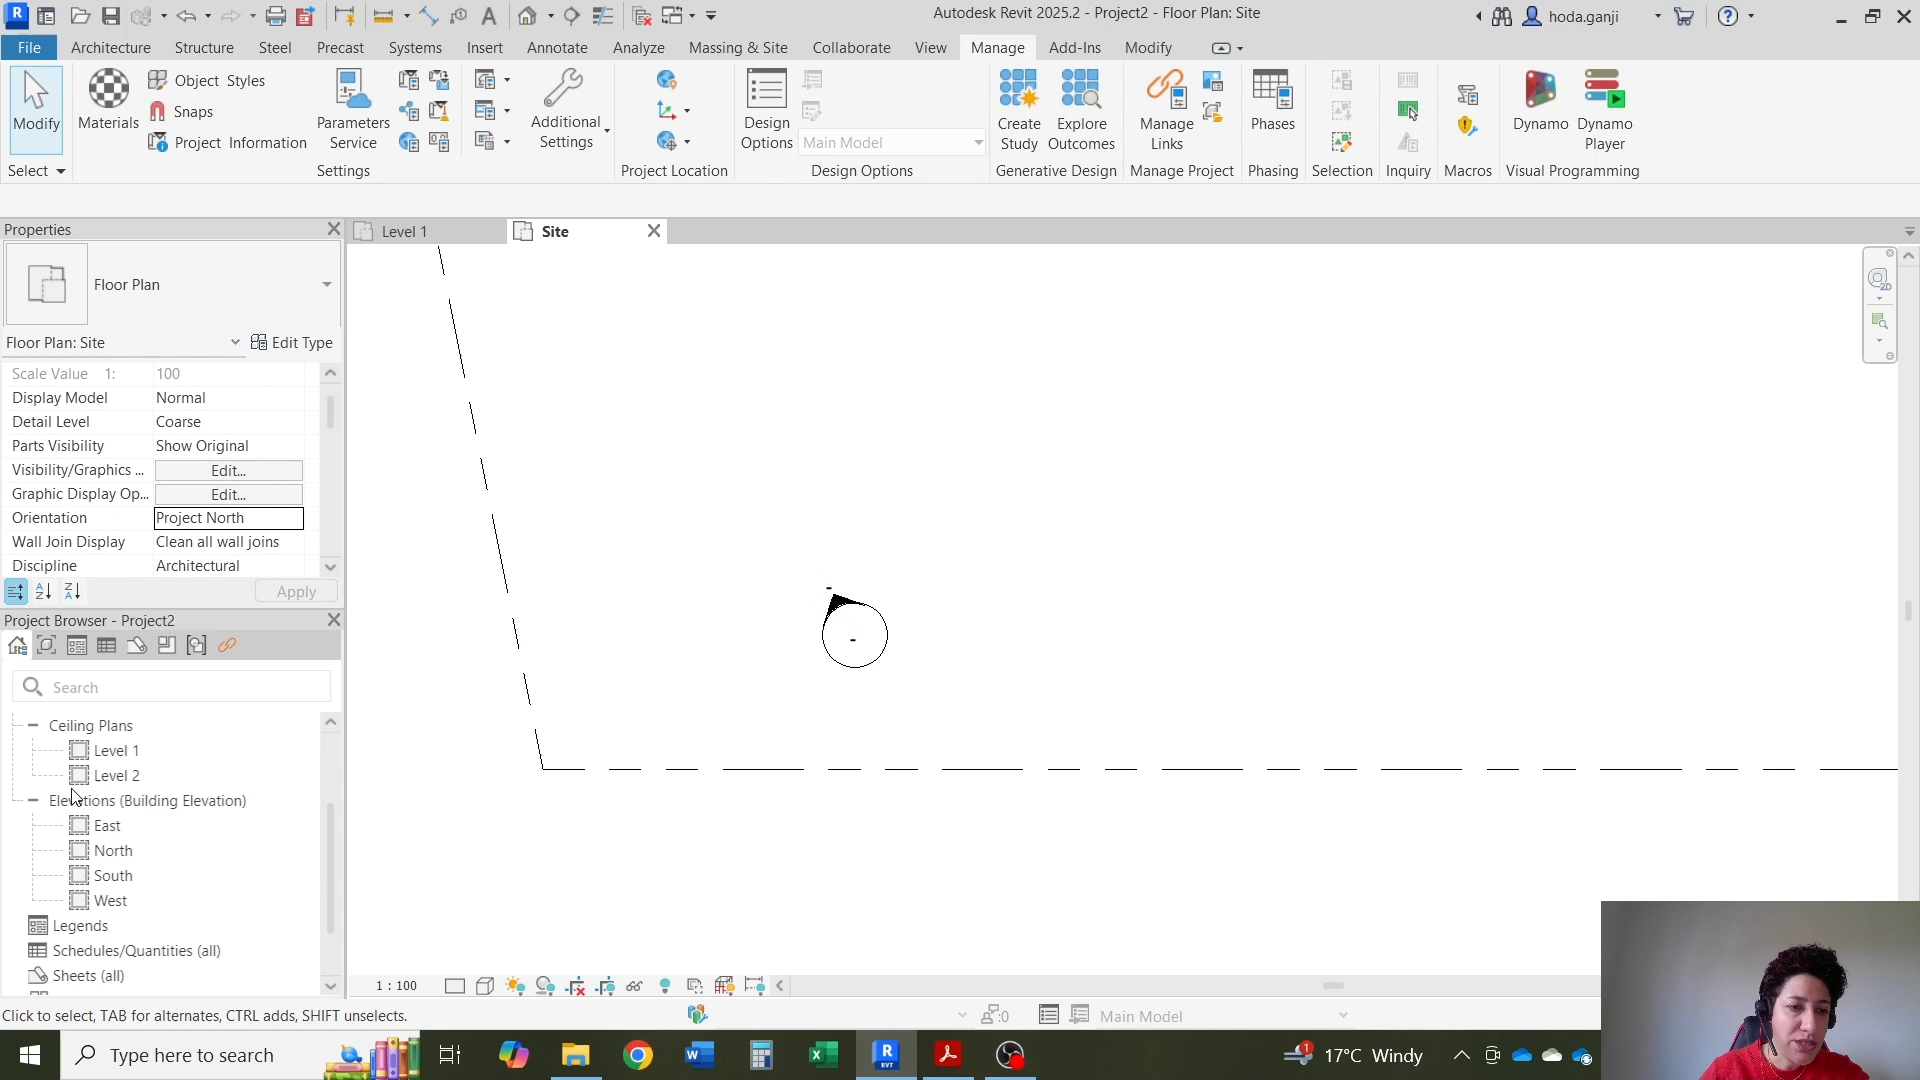 Autodesk Revit 2025.2 - Project2 - Floor Plan: Site
hoda.ganji
File Architecture Structure Steel Precast Systems Insert Annotate Analyze Massing & Site Collaborate View Manage Add-Ins Modify
Modify
Materials
Object Styles
Snaps
Project Information
Parameters
Service
Additional
Settings
Design
Options
Main Model
Create
Study
Explore
Outcomes
Manage
Links
Phases
Dynamo
Dynamo
Player
Select Settings Project Location Design Options Generative Design Manage Project Phasing Selection Inquiry Macros Visual Programming
Properties
Level 1
Site
Floor Plan
Floor Plan: Site
Edit Type
Scale Value 1: 100
Display Model Normal
Detail Level Coarse
Parts Visibility Show Original
Visibility/Graphics ... Edit...
Graphic Display Op... Edit...
Orientation Project North
Wall Join Display Clean all wall joins
Discipline Architectural
Apply
Project Browser - Project2
Search
Ceiling Plans
Level 1
Level 2
Elevations (Building Elevation)
East
North
South
West
Legends
Schedules/Quantities (all)
Sheets (all)
1 : 100
Click to select, TAB for alternates, CTRL adds, SHIFT unselects.
:0
Main Model
Type here to search
17°C Windy